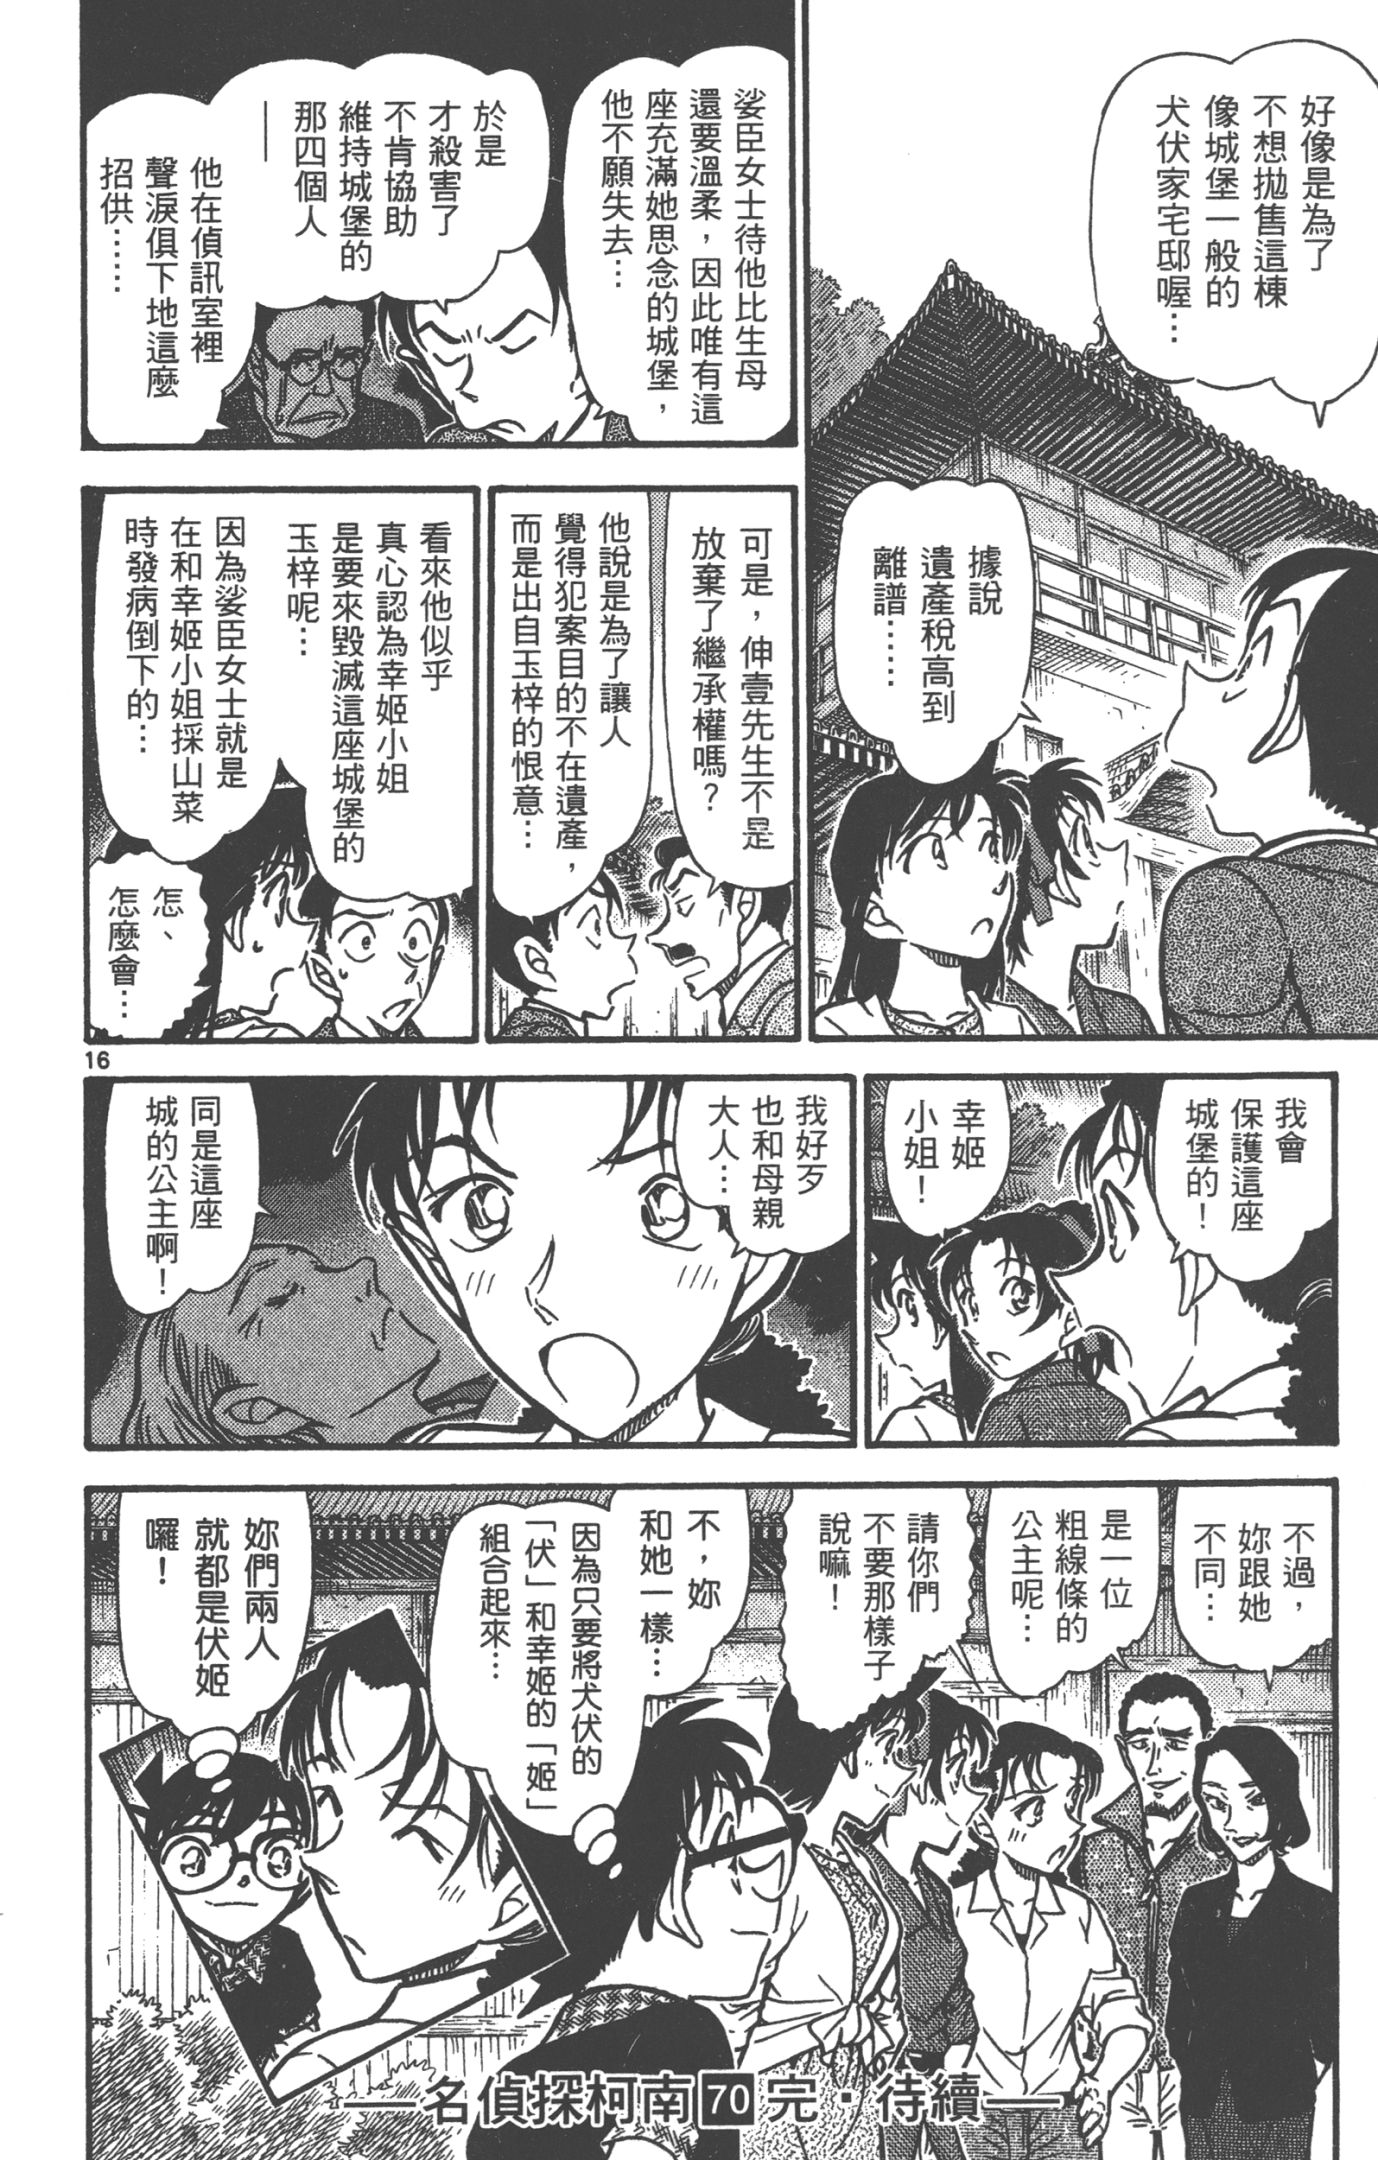 好像是為了
不想拋售這棟
像城堡一般的
犬伏家宅邸喔…
據說
遺產稅高到
離譜……
娑臣女士待他比生母
還要溫柔，因此唯有這
座充滿她思念的城堡，
他不願失去…
於是
才殺害了
不肯協助
維持城堡的
那四個人
——
他在偵訊室裡
聲淚俱下地這麼
招供……
可是，伸壹先生不是
放棄了繼承權嗎？
他說是為了讓人
覺得犯案目的不在遺產，
而是出自玉梓的恨意…
看來他似乎
真心認為幸姬小姐
是要來毀滅這座城堡的
玉梓呢…
因為娑臣女士就是
在和幸姬小姐採山菜
時發病倒下的…
怎、
怎麼會…
16
我會
保護這座
城堡的！
幸姬
小姐！
我好歹
也和母親
大人…
同是這座
城的公主啊！
不過，
妳跟她
不同…
是一位
粗線條的
公主呢…
請你們
不要那樣子
說嘛！
不，妳
和她一樣…
因為只要將犬伏的
「伏」和幸姬的「姬」
組合起來…
妳們兩人
就都是伏姬
囉！
——名偵探柯南70完・待續——